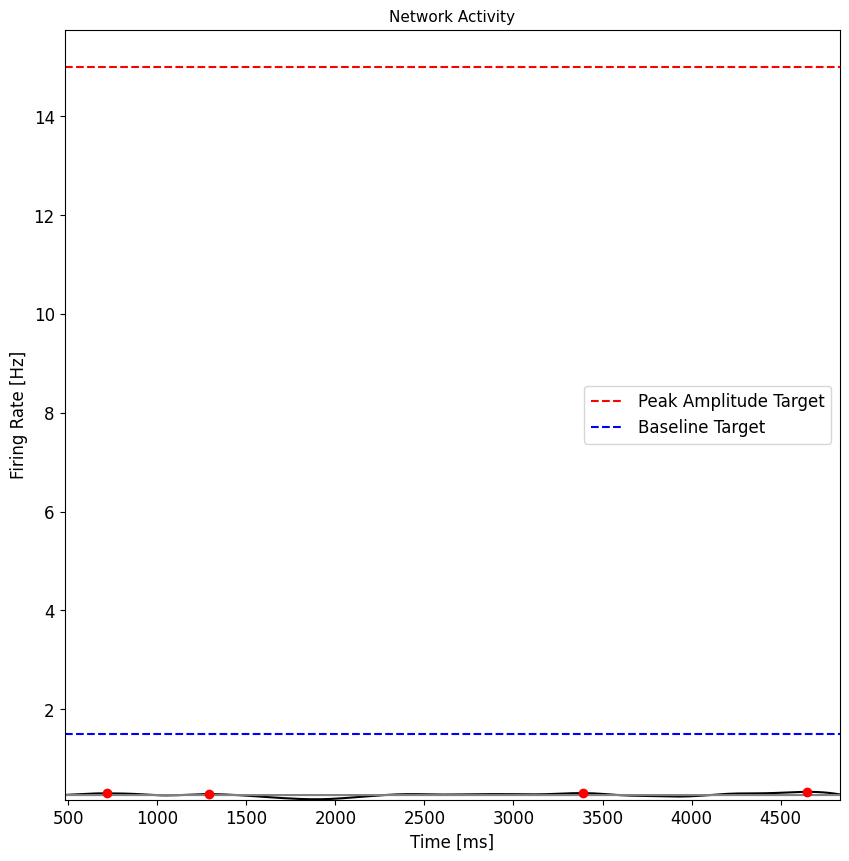 Network Activity
14
12
10
8
6
4
2
Firing Rate [Hz]
Peak Amplitude Target
Baseline Target
500 1000 1500 2000 2500 3000 3500 4000 4500
Time [ms]